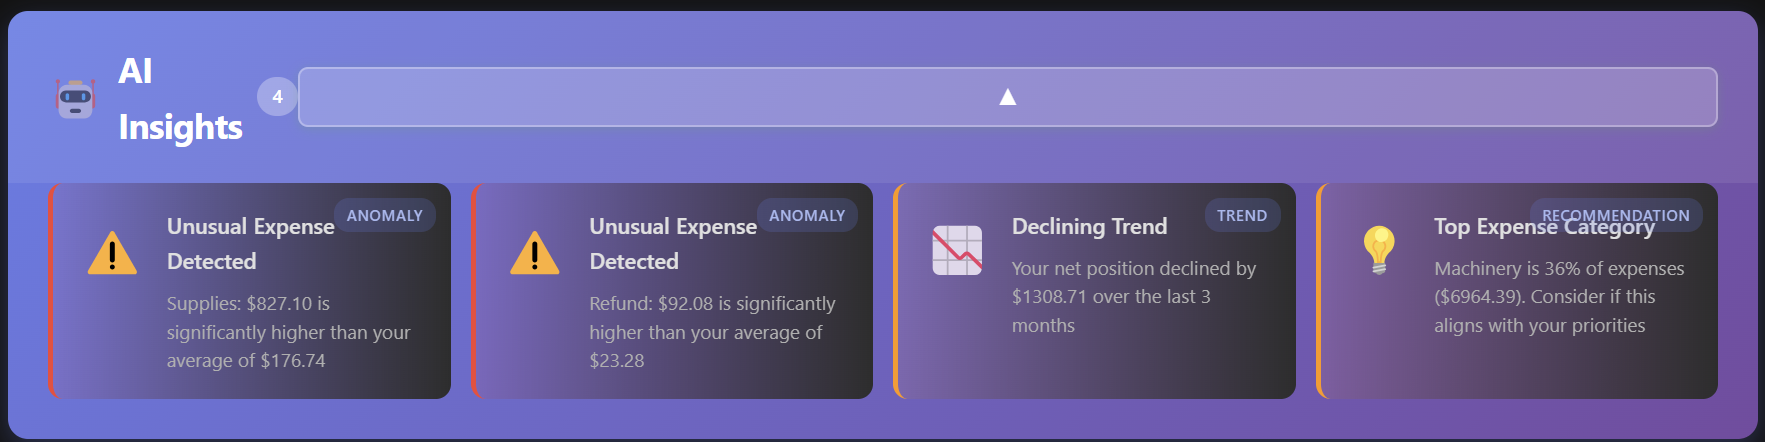 AI
Insights
4
▲
ANOMALY
Unusual Expense
Detected
Supplies: $827.10 is
significantly higher than your
average of $176.74
ANOMALY
Unusual Expense
Detected
Refund: $92.08 is significantly
higher than your average of
$23.28
TREND
Declining Trend
Your net position declined by
$1308.71 over the last 3
months
RECOMMENDATION
Top Expense Category
Machinery is 36% of expenses
($6964.39). Consider if this
aligns with your priorities